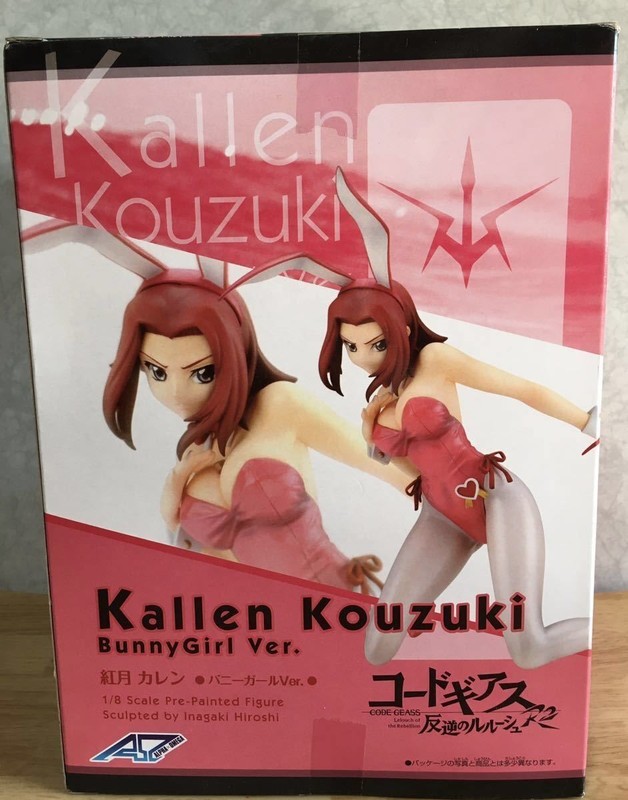 Kallen
Kouzuki
Kallen Kouzuki
BunnyGirl Ver.
紅月 カレン ●バニーガールVer.●
1/8 Scale Pre-Painted Figure
Sculpted by Inagaki Hiroshi
ALPHA-OMEGA
コードギアス
CODE GEASS
Lelouch of
the Rebellion
反逆のルルーシュ R2
●パッケージの写真と商品とは多少異なります。